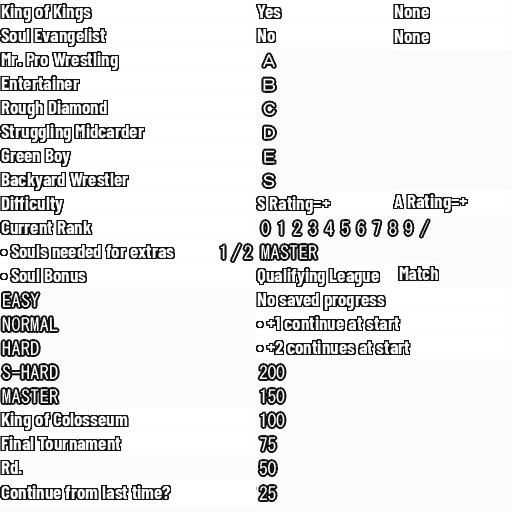 King of Kings Yes None
Soul Evangelist No None
Mr. Pro Wrestling A
Entertainer B
Rough Diamond C
Struggling Midcarder D
Green Boy E
Backyard Wrestler S
Difficulty S Rating=+ A Rating=+
Current Rank 0 1 2 3 4 5 6 7 8 9 /
• Souls needed for extras 1/2 MASTER
• Soul Bonus Qualifying League Match
EASY No saved progress
NORMAL • +1 continue at start
HARD • +2 continues at start
S-HARD 200
MASTER 150
King of Colosseum 100
Final Tournament 75
Rd. 50
Continue from last time? 25